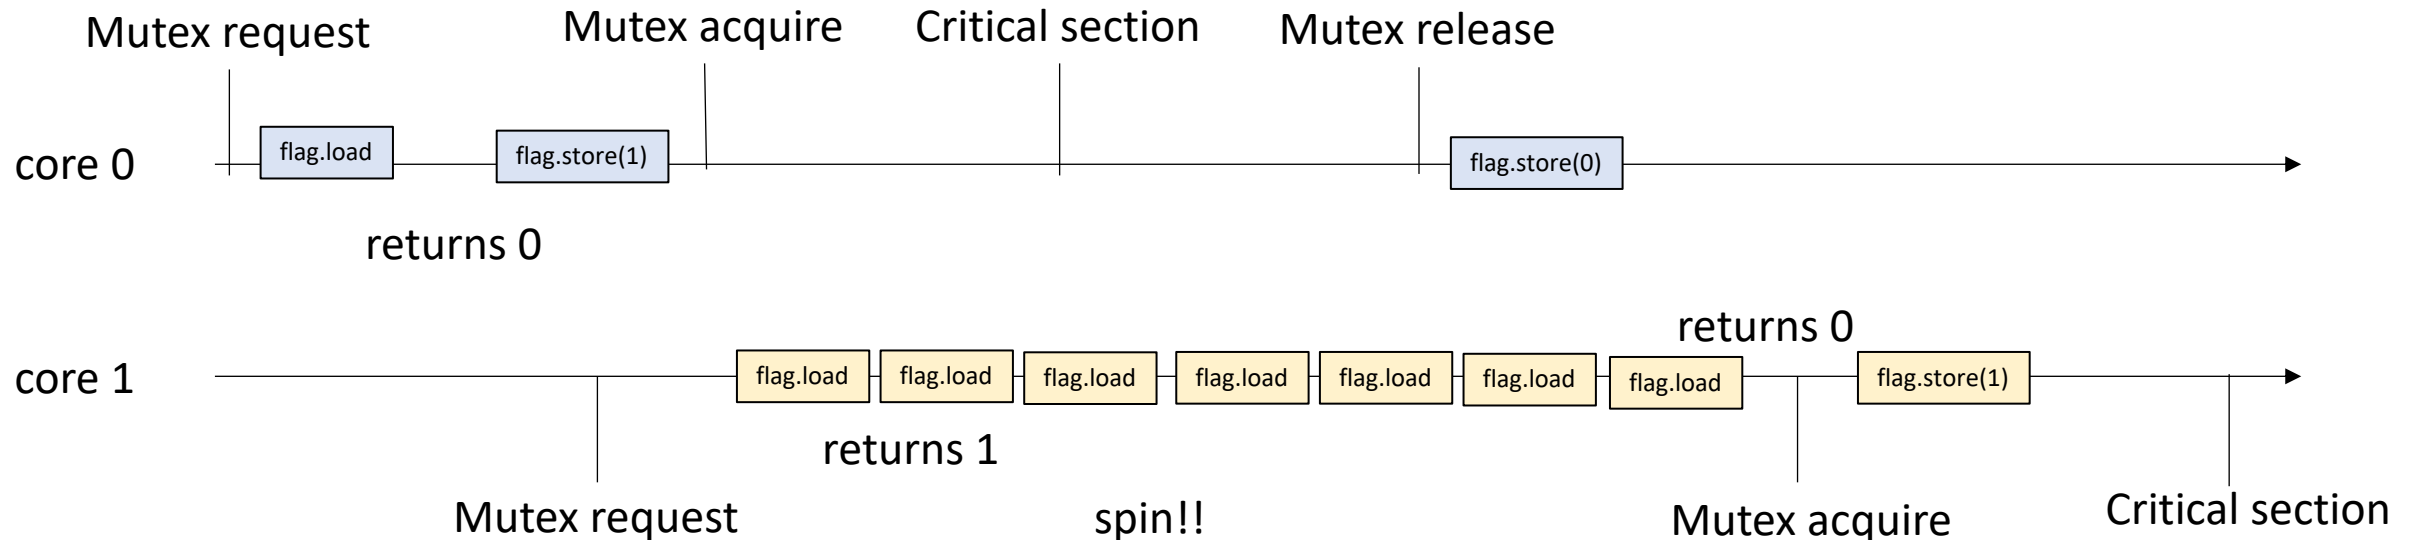 Mutex request
Mutex acquire
Critical section
Mutex release
core 0
flag.load
flag.store(1)
flag.store(0)
returns 0
returns 0
core 1
flag.load
flag.load
flag.load
flag.load
flag.load
flag.load
flag.load
flag.store(1)
returns 1
Mutex request
spin!!
Mutex acquire
Critical section